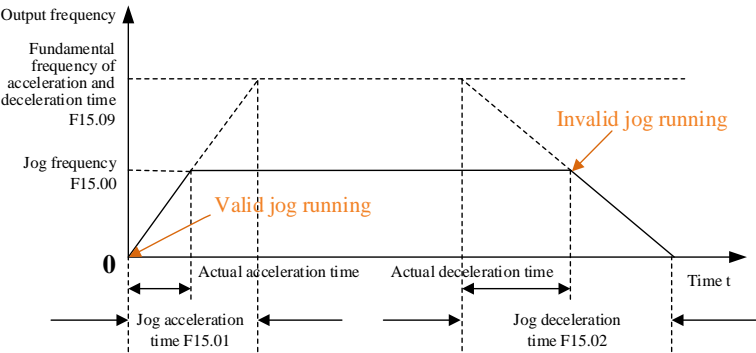 Output frequency
Fundamental
frequency of
acceleration and
deceleration time
F15.09
Invalid jog running
Jog frequency
F15.00
Valid jog running
0
Actual acceleration time
Actual deceleration time
Time t
Jog acceleration
time F15.01
Jog deceleration
time F15.02